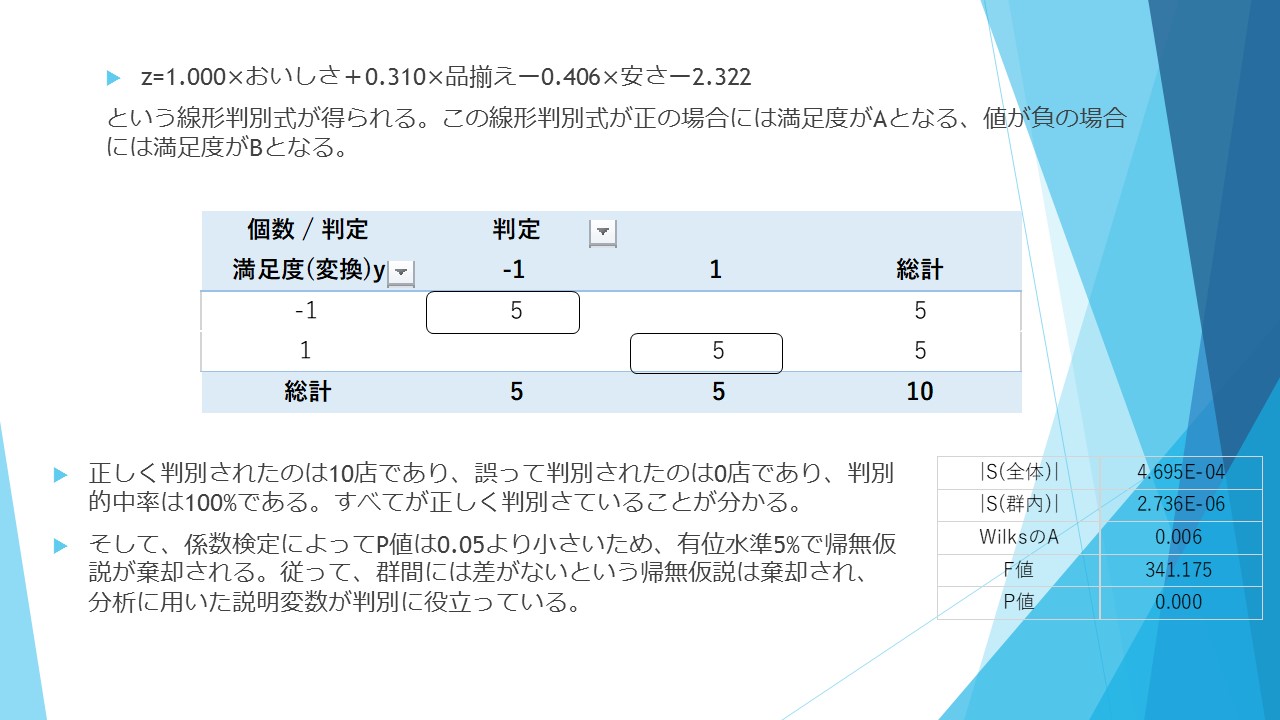 z=1.000×おいしさ＋0.310×品揃えー0.406×安さー2.322
という線形判別式が得られる。この線形判別式が正の場合には満足度がAとなる、値が負の場合
には満足度がBとなる。
個数 / 判定 判定
満足度(変換)y -1 1 総計
-1 5 5
1 5 5
総計 5 5 10
正しく判別されたのは10店であり、誤って判別されたのは0店であり、判別
的中率は100%である。すべてが正しく判別さていることが分かる。
そして、係数検定によってP値は0.05より小さいため、有位水準5%で帰無仮
説が棄却される。従って、群間には差がないという帰無仮説は棄却され、
分析に用いた説明変数が判別に役立っている。
|S(全体)| 4.695E-04
|S(群内)| 2.736E-06
WilksのΛ 0.006
F値 341.175
P値 0.000